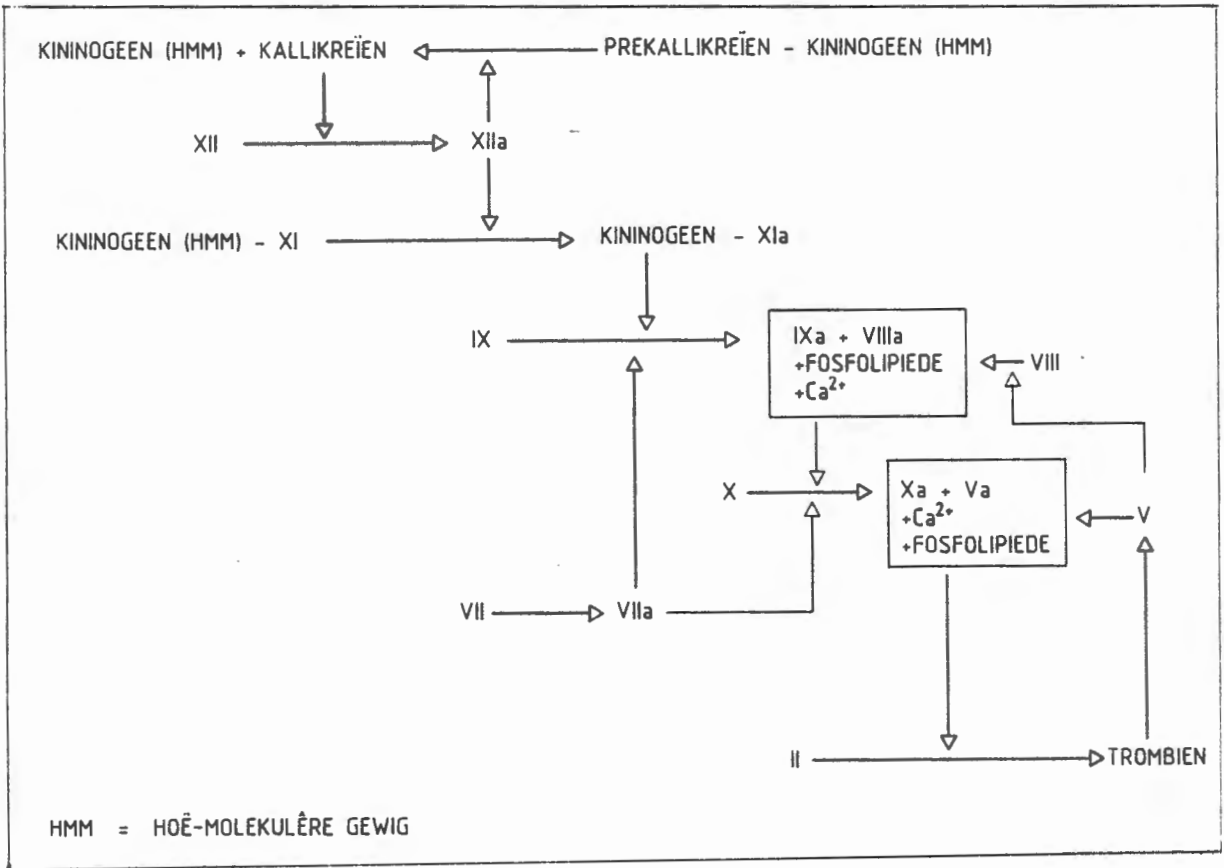 KININOGEEN (HMM) + KALLIKREÏEN
PREKALLIKREÏEN - KININOGEEN (HMM)
XII
XIIa
KININOGEEN (HMM) - XI
KININOGEEN - XIa
IX
IXa + VIIIa
+FOSFOLIPIEDE
+Ca²⁺
VIII
X
Xa + Va
+Ca²⁺
+FOSFOLIPIEDE
V
VII
VIIa
II
TROMBIEN
HMM = HOË-MOLEKULÊRE GEWIG